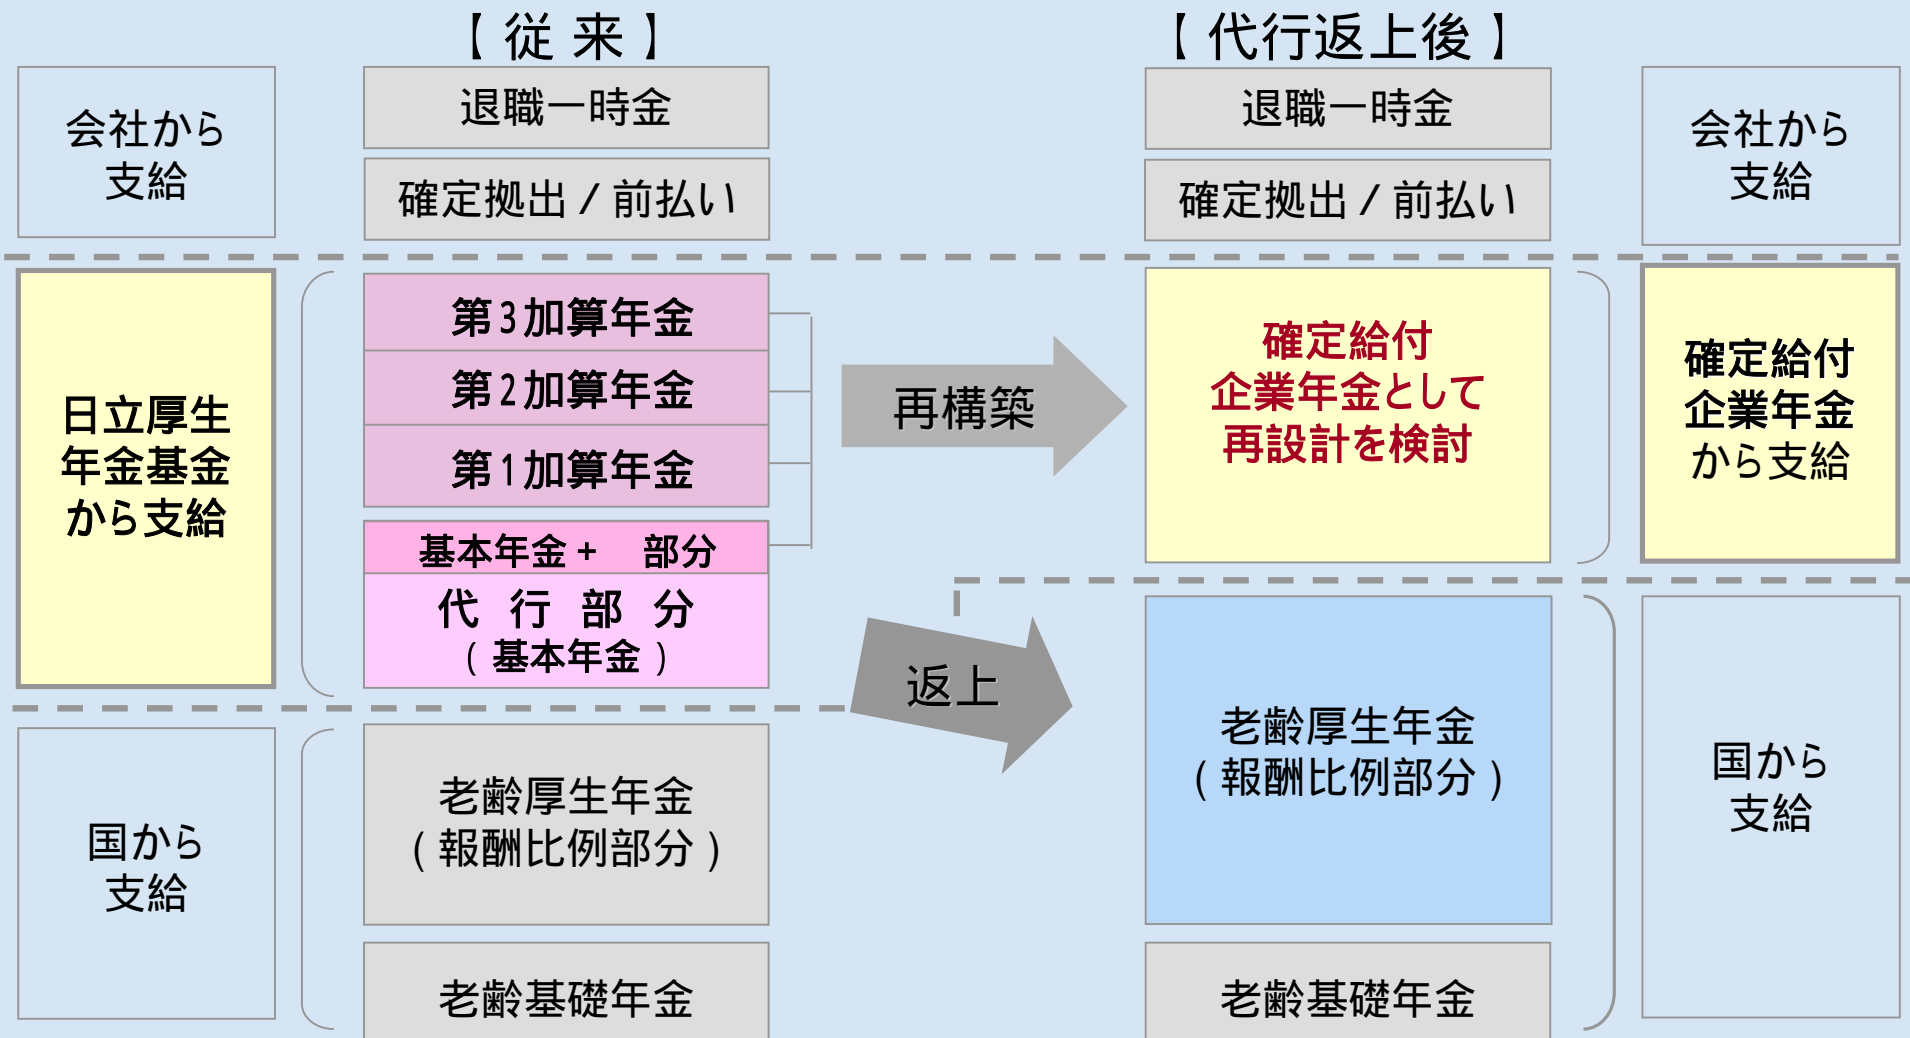 【 従 来 】
【 代行返上後 】
会社から
支給
退職一時金
確定拠出 / 前払い
退職一時金
確定拠出 / 前払い
会社から
支給
日立厚生
年金基金
から支給
第3加算年金
第2加算年金
第1加算年金
基本年金 +　部分
代 行 部 分
( 基本年金 )
再構築
返上
確定給付
企業年金として
再設計を検討
確定給付
企業年金
から支給
国から
支給
老齢厚生年金
( 報酬比例部分 )
老齢基礎年金
老齢厚生年金
( 報酬比例部分 )
老齢基礎年金
国から
支給